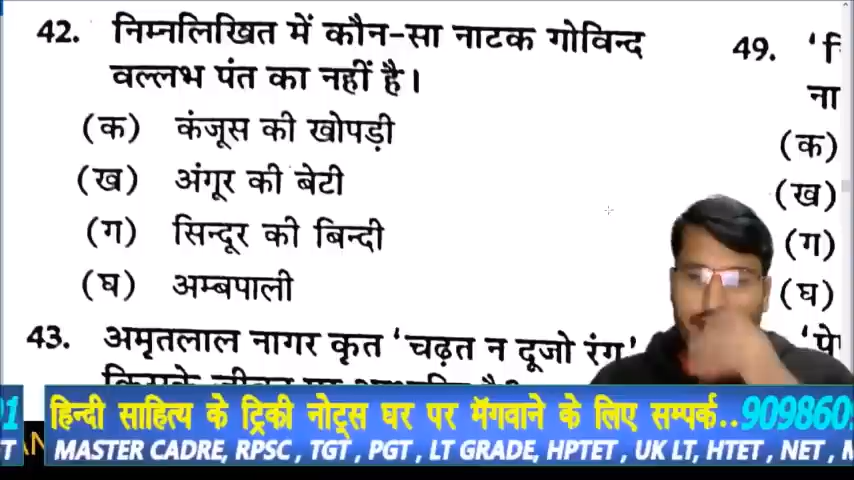 42. निम्नलिखित में कौन-सा नाटक गोविन्द
वल्लभ पंत का नहीं है।
(क) कंजूस की खोपड़ी
(ख) अंगूर की बेटी
(ग) सिन्दूर की बिन्दी
(घ) अम्बपाली
43. अमृतलाल नागर कृत 'चढ़त न दूजो रंग'
49.
ना
(क)
(ख)
(ग)
(घ)
हिन्दी साहित्य के ट्रिकी नोट्स घर पर मॅगवाने के लिए सम्पर्क..909860
MASTER CADRE, RPSC, TGT, PGT, LT GRADE, HPTET, UK LT, HTET, NET,